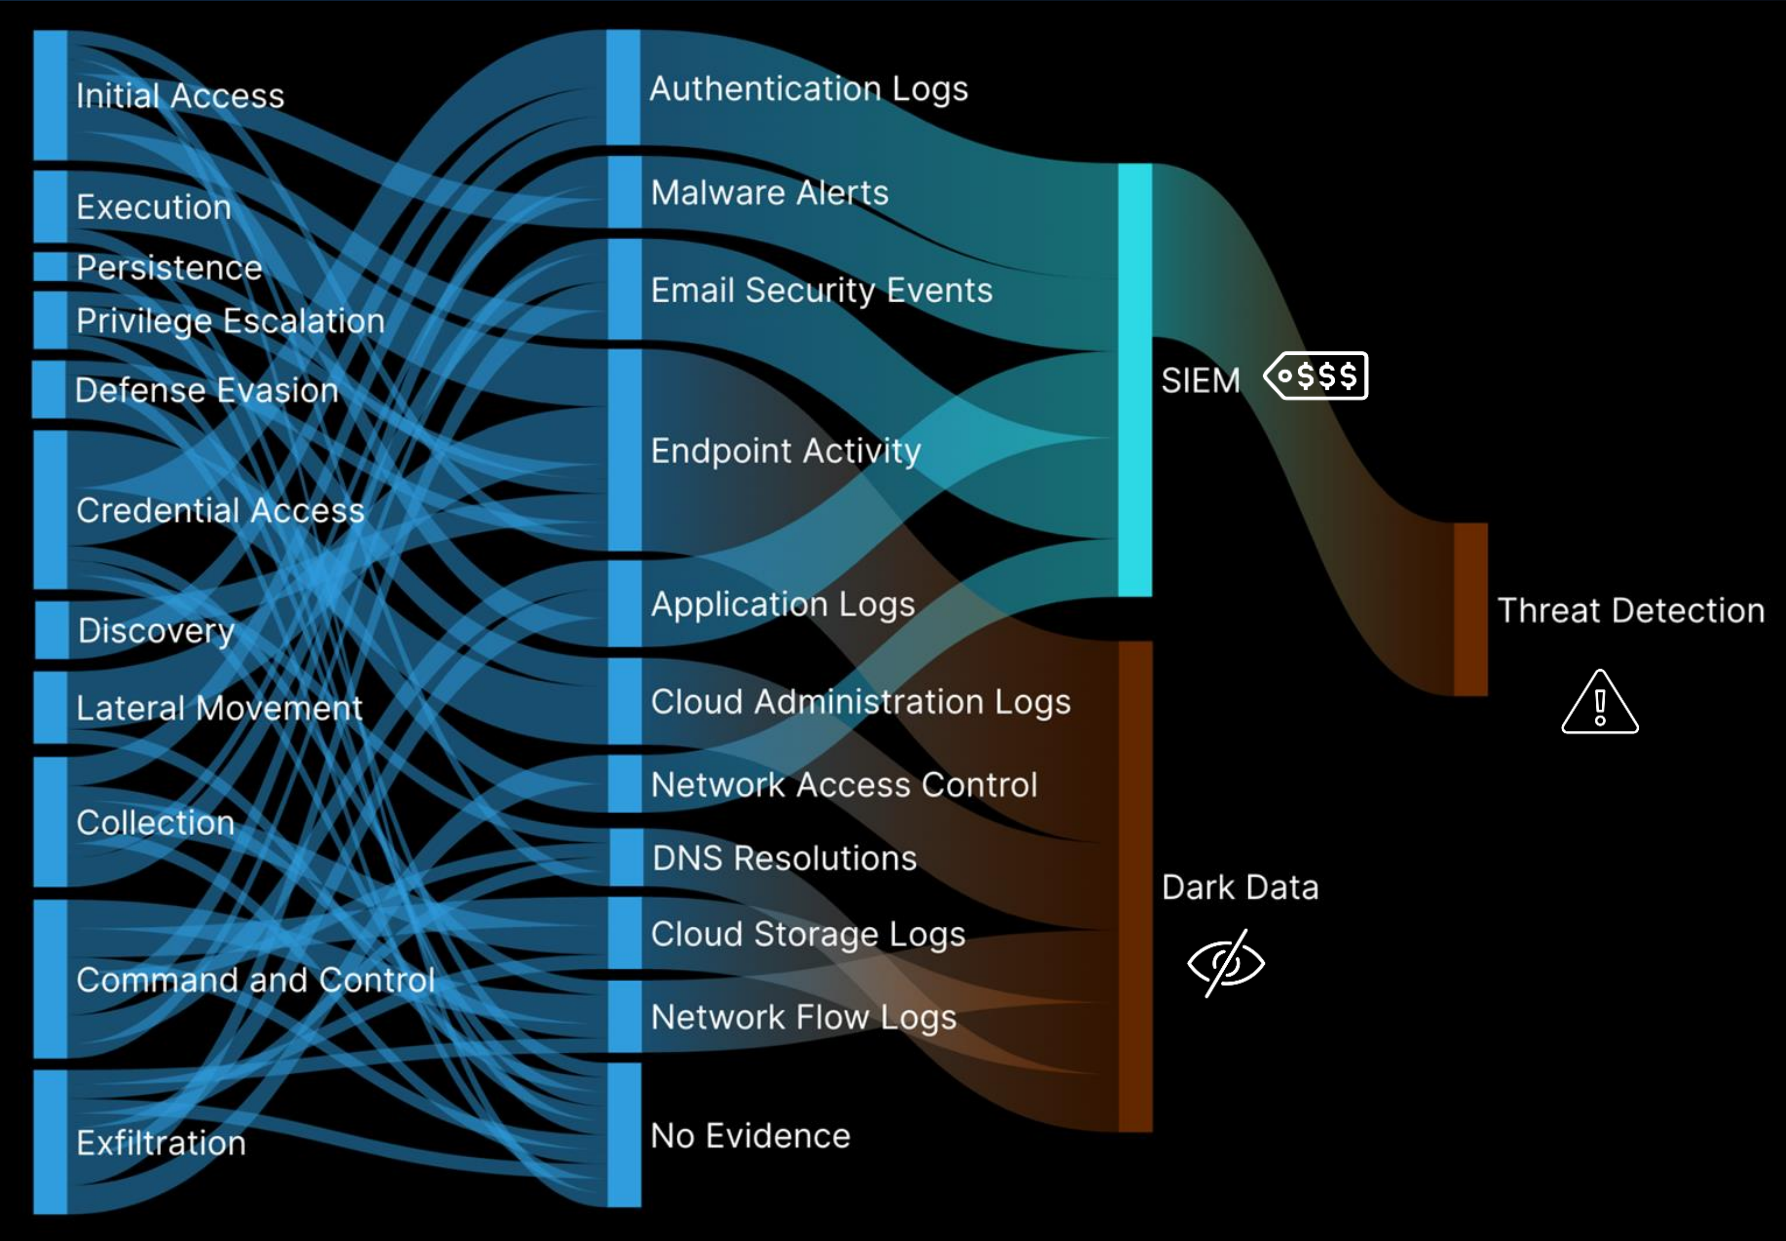 Initial Access
Execution
Persistence
Privilege Escalation
Defense Evasion
Credential Access
Discovery
Lateral Movement
Collection
Command and Control
Exfiltration
Authentication Logs
Malware Alerts
Email Security Events
Endpoint Activity
Application Logs
Cloud Administration Logs
Network Access Control
DNS Resolutions
Cloud Storage Logs
Network Flow Logs
No Evidence
SIEM
$$$
Dark Data
Threat Detection